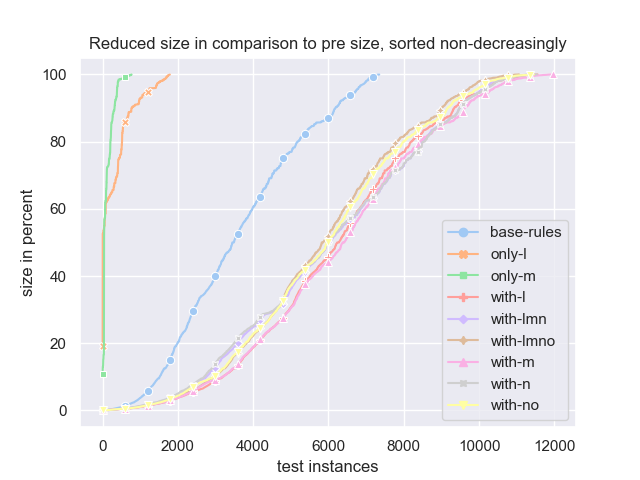 Reduced size in comparison to pre size, sorted non-decreasingly
size in percent
100
80
60
40
20
0
0
2000
4000
6000
8000
10000
12000
test instances
base-rules
only-l
only-m
with-l
with-lmn
with-lmno
with-m
with-n
with-no